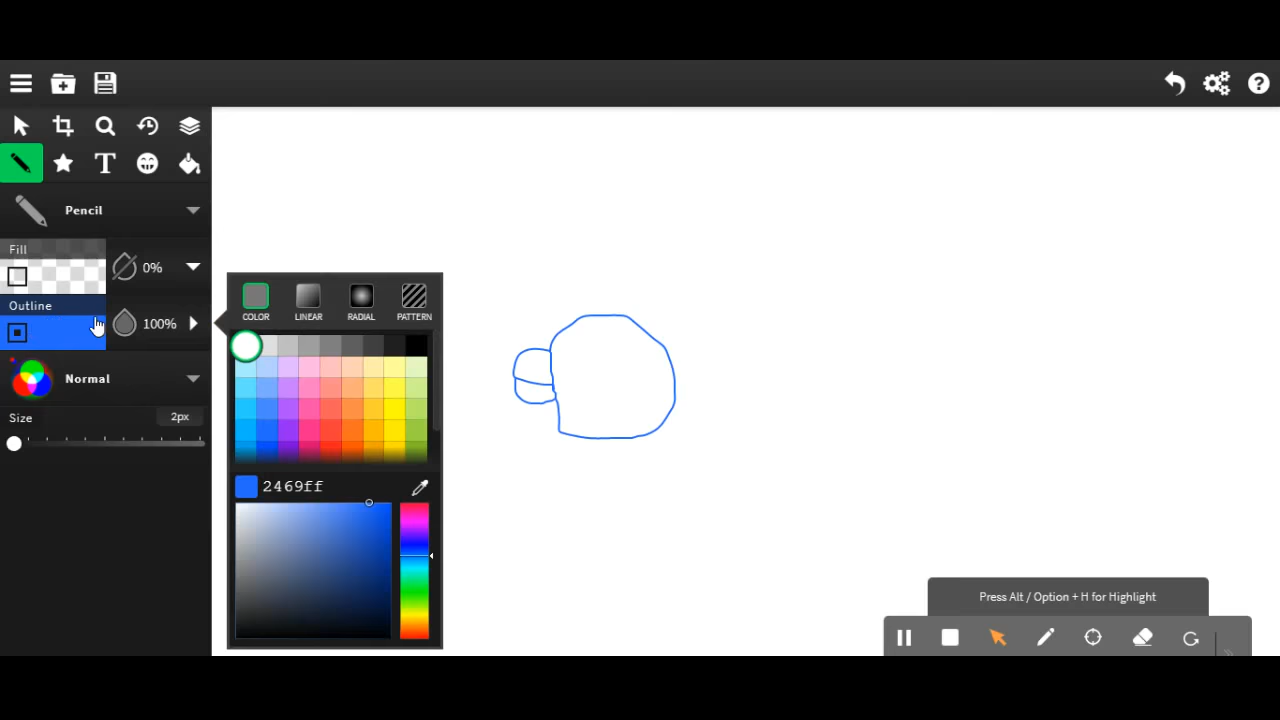 Pencil
Fill
0%
Outline
100%
Normal
Size
2px
COLOR
LINEAR
RADIAL
PATTERN
2469ff
Press Alt / Option + H for Highlight